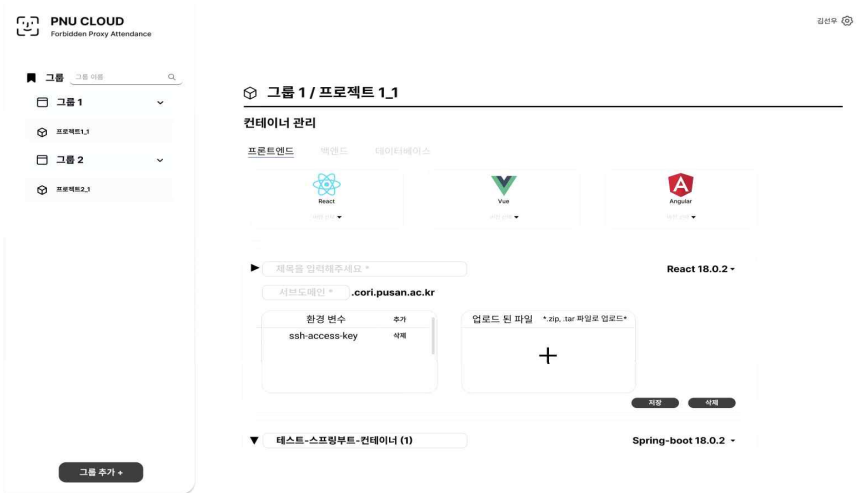 PNU CLOUD
Forbidden Proxy Attendance
김선우
그룹 그룹 이름
그룹 1
프로젝트1_1
그룹 2
프로젝트2_1
그룹 추가 +
그룹 1 / 프로젝트 1_1
컨테이너 관리
프론트엔드 백엔드 데이터베이스
React Vue Angular
제목을 입력해주세요 * React 18.0.2
서브도메인 * .cori.pusan.ac.kr
환경 변수 추가 업로드 된 파일 *.zip, .tar 파일로 업로드*
ssh-access-key 삭제
저장 삭제
테스트-스프링부트-컨테이너 (1) Spring-boot 18.0.2